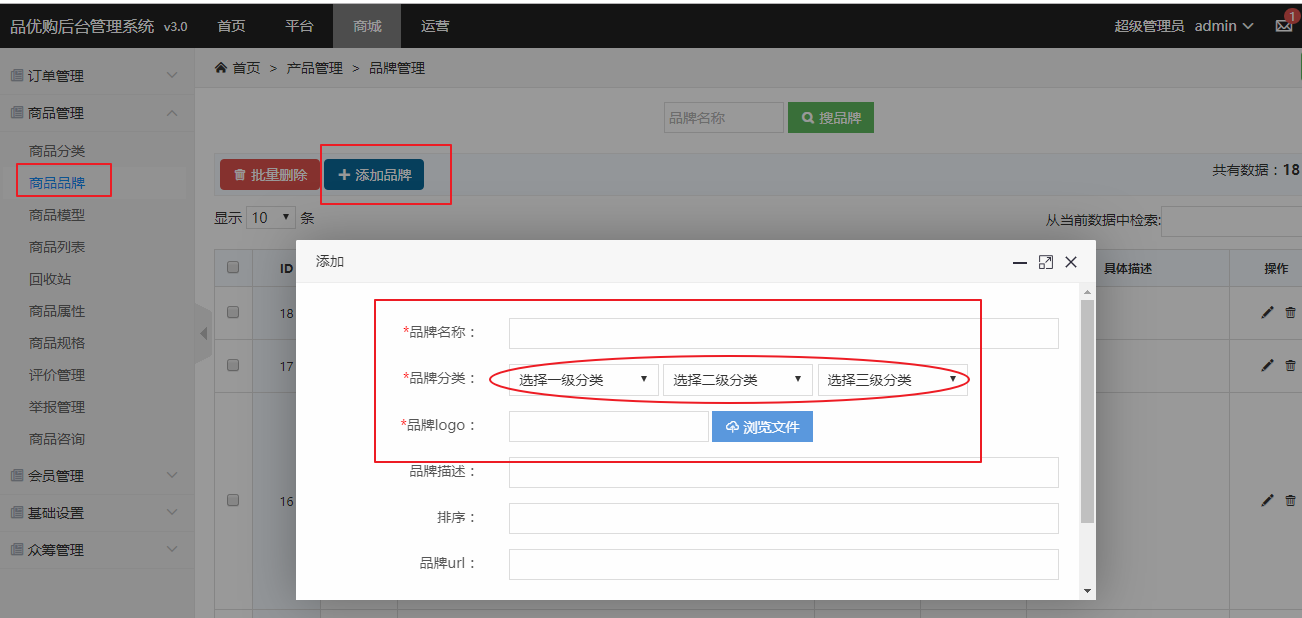 品优购后台管理系统 v3.0 首页 平台 商城 运营 超级管理员 admin 1
订单管理
商品管理
商品分类
商品品牌
商品模型
商品列表
回收站
商品属性
商品规格
评价管理
举报管理
商品咨询
会员管理
基础设置
众筹管理
首页 > 产品管理 > 品牌管理
品牌名称 搜品牌
批量删除 添加品牌 共有数据：18
显示 10 条 从当前数据中检索:
ID 具体描述 操作
18
17
16
添加
*品牌名称：
*品牌分类： 选择一级分类 选择二级分类 选择三级分类
*品牌logo： 浏览文件
品牌描述：
排序：
品牌url：